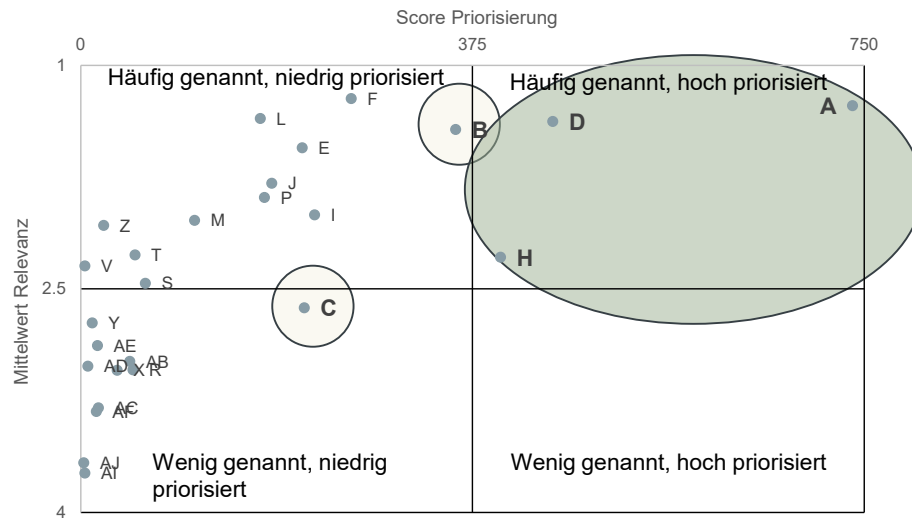 Score Priorisierung
0 375 750
1
Häufig genannt, niedrig priorisiert
Häufig genannt, hoch priorisiert
F
A
L
B
D
E
J
P
I
M
Z
T
H
V
S
2.5
Mittelwert Relevanz
C
Y
AE
AB
AD
X
R
AC
AF
AJ
AI
Wenig genannt, niedrig
priorisiert
Wenig genannt, hoch priorisiert
4